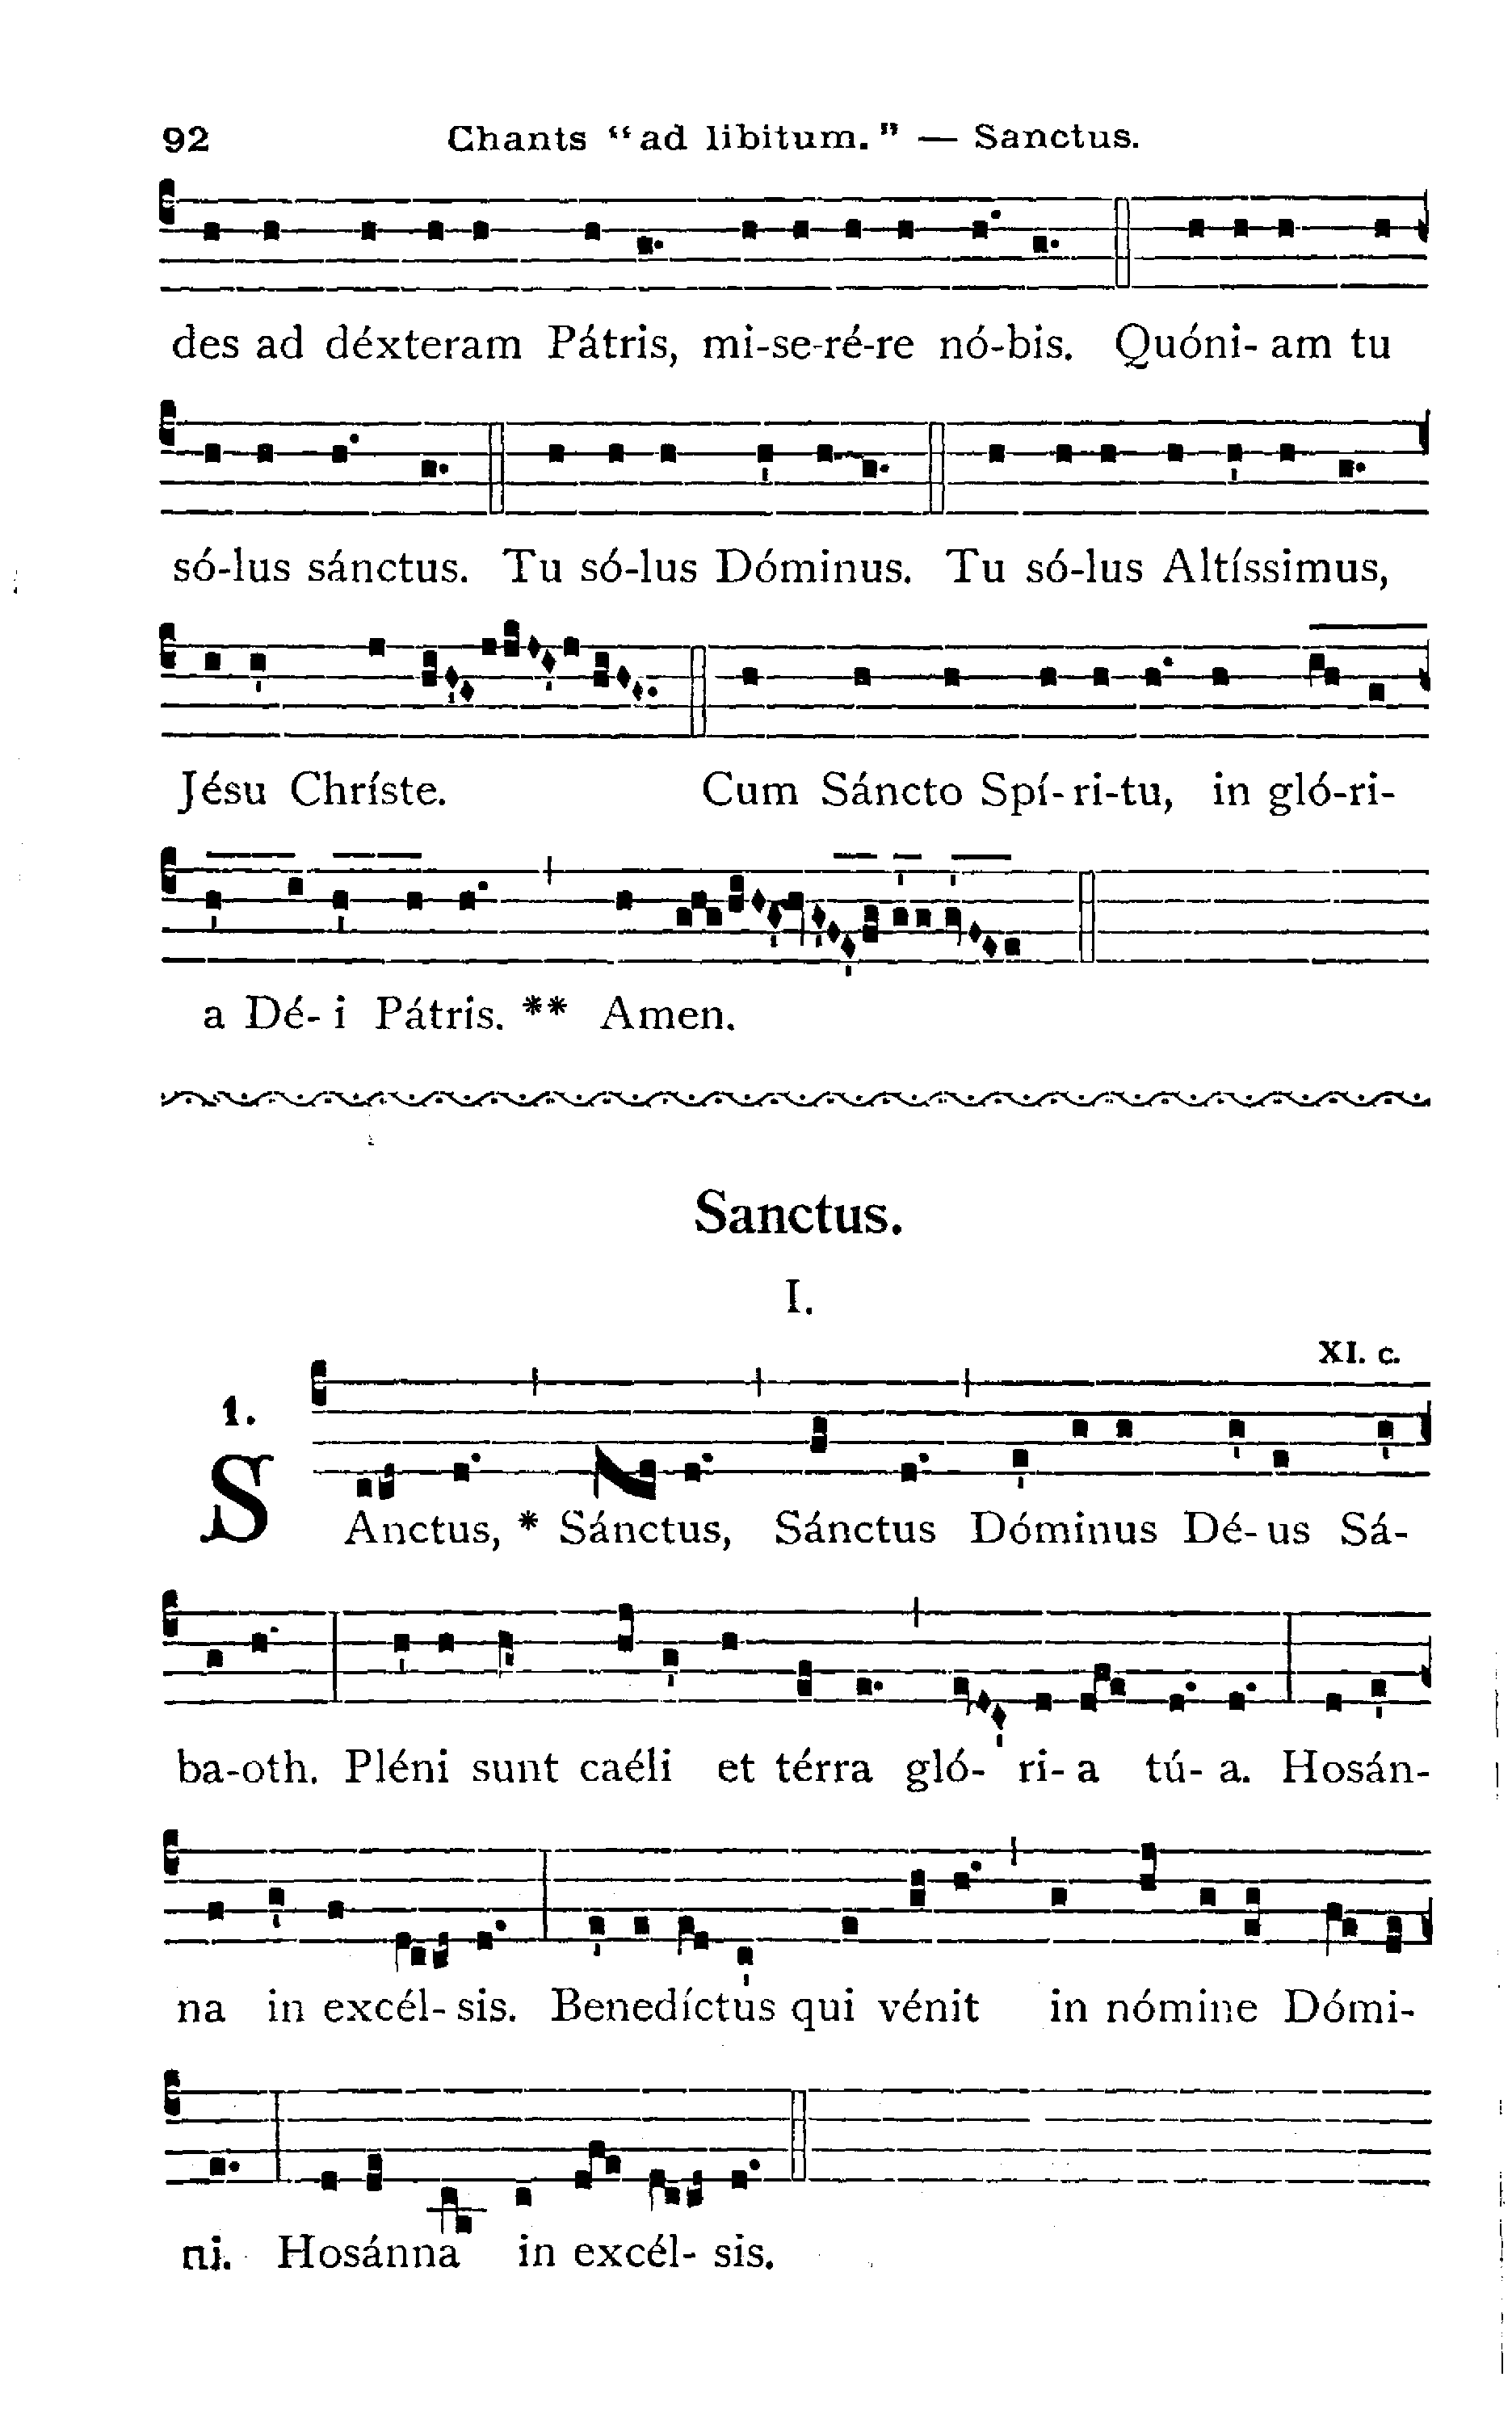 92 Chants "ad libitum." — Sanctus.
des ad déxteram Pátris, mi-se-ré-re nó-bis. Quóni- am tu
só-lus sánctus. Tu só-lus Dóminus. Tu só-lus Altíssimus,
Jésu Chríste. Cum Sáncto Spí-ri-tu, in gló-ri-
a Dé- i Pátris. ** Amen.
Sanctus.
I.
XI. c.
1.
SAnctus, * Sánctus, Sánctus Dóminus Dé-us Sá-
ba-oth. Pléni sunt caéli et térra gló- ri- a tú- a. Hosán-
na in excél- sis. Benedíctus qui vénit in nómine Dómi-
ni. Hosánna in excél- sis.